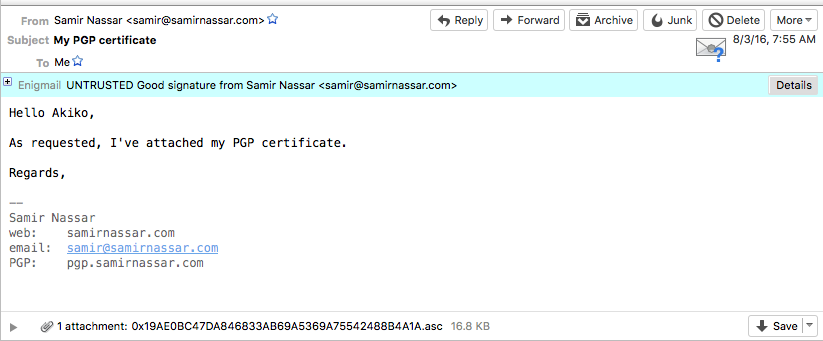 From Samir Nassar <samir@samirnassar.com> Reply Forward Archive Junk Delete More
Subject My PGP certificate 8/3/16, 7:55 AM
To Me
Enigmail UNTRUSTED Good signature from Samir Nassar <samir@samirnassar.com> Details
Hello Akiko,
As requested, I've attached my PGP certificate.
Regards,
--
Samir Nassar
web: samirnassar.com
email: samir@samirnassar.com
PGP: pgp.samirnassar.com
1 attachment: 0x19AE0BC47DA846833AB69A5369A75542488B4A1A.asc 16.8 KB Save